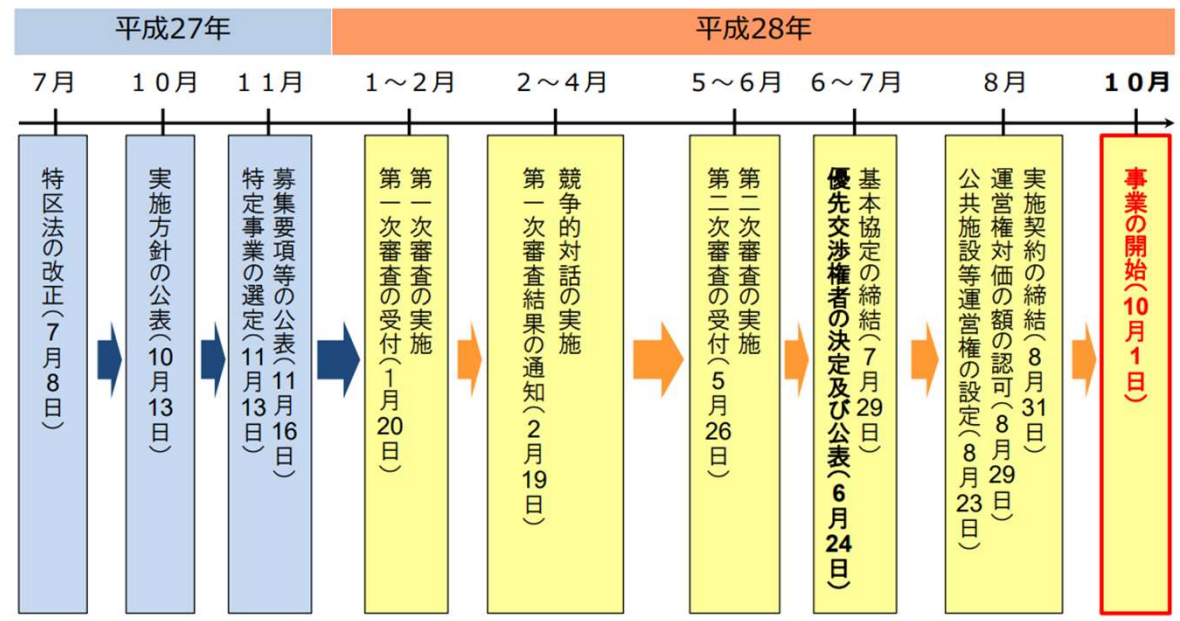 平成27年
平成28年
7月
10月
11月
1～2月
2～4月
5～6月
6～7月
8月
10月
特区法の改正(7月8日)
実施方針の公表(10月13日)
募集要項等の公表(11月16日)
特定事業の選定(11月13日)
第一次審査の実施
第一次審査の受付(1月20日)
競争的対話の実施
第一次審査結果の通知(2月19日)
第二次審査の実施
第二次審査の受付(5月26日)
基本協定の締結(7月29日)
優先交渉権者の決定及び公表(6月24日)
実施契約の締結(8月31日)
運営権対価の額の認可(8月29日)
公共施設等運営権の設定(8月23日)
事業の開始(10月1日)